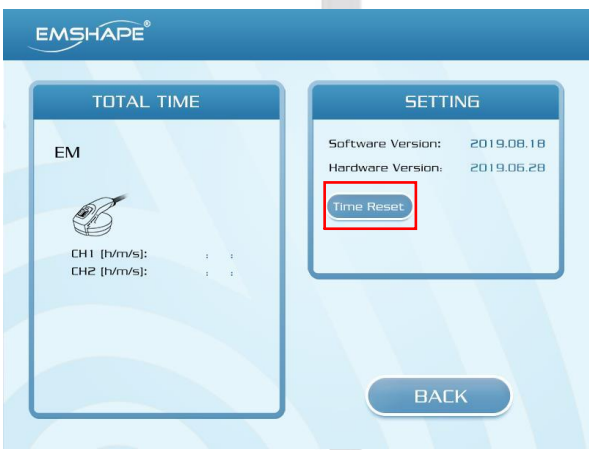 EMSHAPE®
TOTAL TIME
EM
CH1 [h/m/s]: : :
CH2 [h/m/s]: : :
SETTING
Software Version: 2019.08.18
Hardware Version: 2019.06.28
Time Reset
BACK